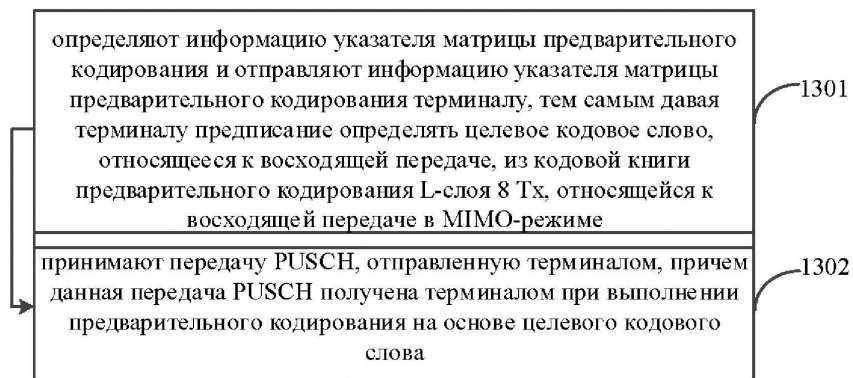 определяют информацию указателя матрицы предварительного
кодирования и отправляют информацию указателя матрицы
предварительного кодирования терминалу, тем самым давая
терминалу предписание определять целевое кодовое слово,
относящееся к восходящей передаче, из кодовой книги
предварительного кодирования L-слоя 8 Tx, относящейся к
восходящей передаче в MIMO-режиме
1301
принимают передачу PUSCH, отправленную терминалом, причем
данная передача PUSCH получена терминалом при выполнении
предварительного кодирования на основе целевого кодового
слова
1302